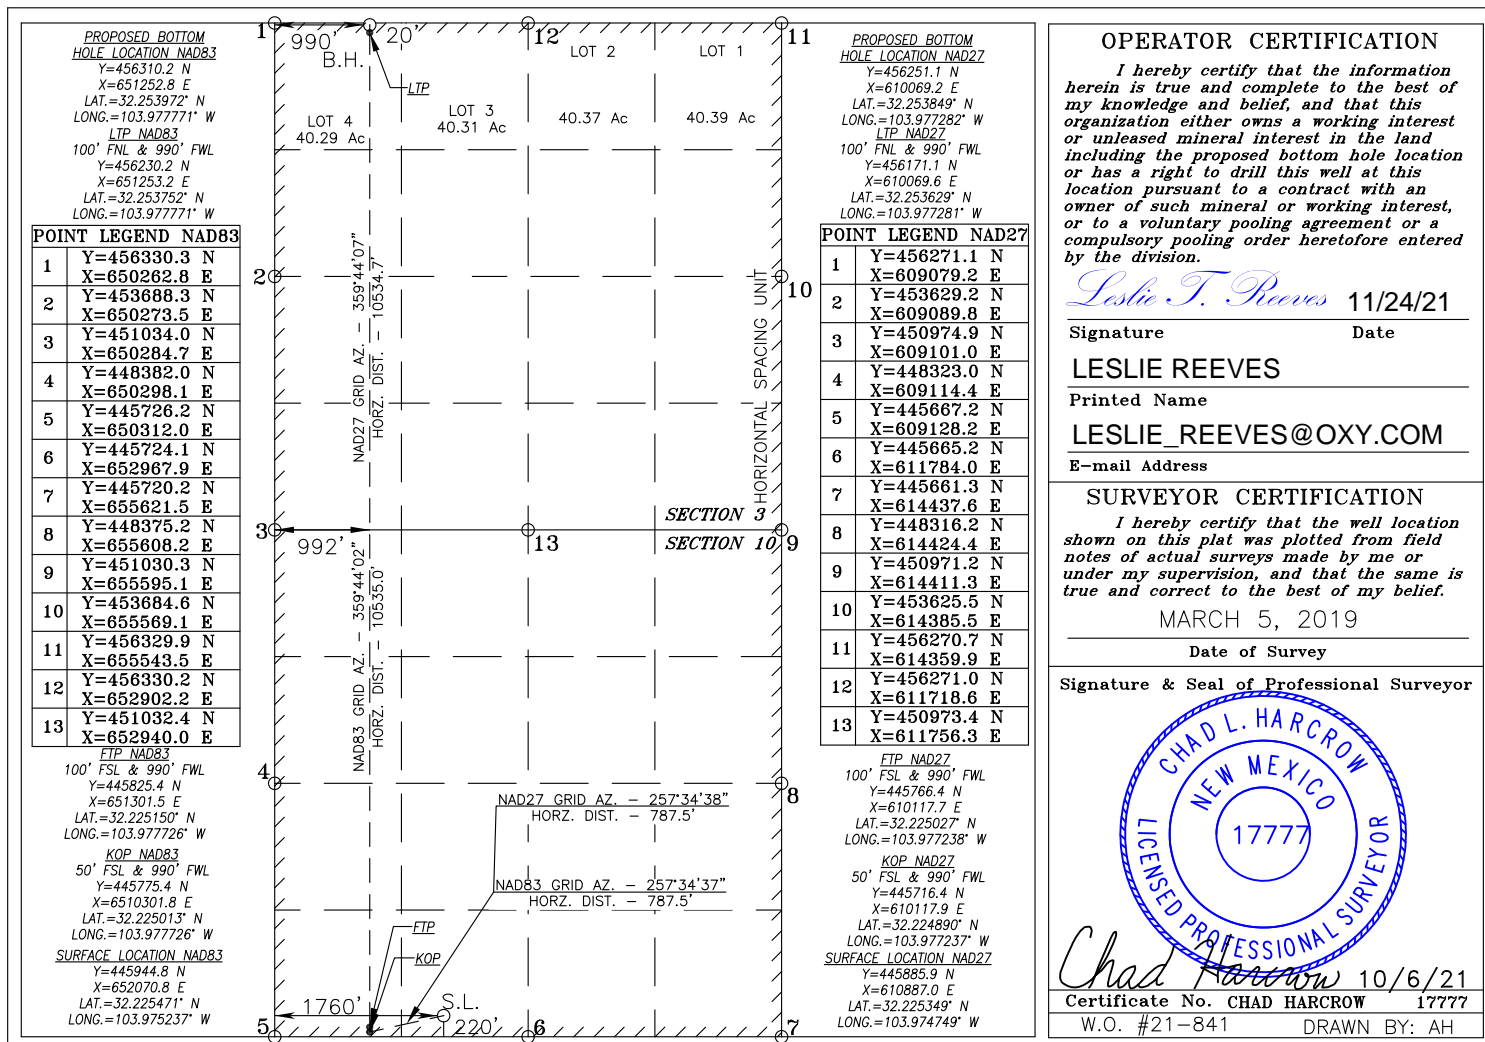 PROPOSED BOTTOM
HOLE LOCATION NAD83
Y=456310.2 N
X=651252.8 E
LAT.=32.253972° N
LONG.=103.977771° W
LTP NAD83
100' FNL & 990' FWL
Y=456230.2 N
X=651253.2 E
LAT.=32.253752° N
LONG.=103.977771° W
POINT LEGEND NAD83
1 Y=456330.3 N
X=650262.8 E
2 Y=453688.3 N
X=650273.5 E
3 Y=451034.0 N
X=650284.7 E
4 Y=448382.0 N
X=650298.1 E
5 Y=445726.2 N
X=650312.0 E
6 Y=445724.1 N
X=652967.9 E
7 Y=445720.2 N
X=655621.5 E
8 Y=448375.2 N
X=655608.2 E
9 Y=451030.3 N
X=655595.1 E
10 Y=453684.6 N
X=655569.1 E
11 Y=456329.9 N
X=655543.5 E
12 Y=456330.2 N
X=652902.2 E
13 Y=451032.4 N
X=652940.0 E
FTP NAD83
100' FSL & 990' FWL
Y=445825.4 N
X=651301.5 E
LAT.=32.225150° N
LONG.=103.977726° W
KOP NAD83
50' FSL & 990' FWL
Y=445775.4 N
X=6510301.8 E
LAT.=32.225013° N
LONG.=103.977726° W
SURFACE LOCATION NAD83
Y=445944.8 N
X=652070.8 E
LAT.=32.225471° N
LONG.=103.975237° W
1
990'
20'
B.H.
LTP
12
11
LOT 2
LOT 1
LOT 4
40.29 Ac
LOT 3
40.31 Ac
40.37 Ac
40.39 Ac
2
10
NAD27 GRID AZ. - 359°44'07"
HORZ. DIST. - 10534.7'
HORIZONTAL SPACING UNIT
SECTION 3
3
992'
13
SECTION 10
9
NAD83 GRID AZ. - 359°44'02"
HORZ. DIST. - 10535.0'
4
8
NAD27 GRID AZ. - 257°34'38"
HORZ. DIST. - 787.5'
NAD83 GRID AZ. - 257°34'37"
HORZ. DIST. - 787.5'
FTP
KOP
1760'
S.L.
220'
5
6
7
PROPOSED BOTTOM
HOLE LOCATION NAD27
Y=456251.1 N
X=610069.2 E
LAT.=32.253849° N
LONG.=103.977282° W
LTP NAD27
100' FNL & 990' FWL
Y=456171.1 N
X=610069.6 E
LAT.=32.253629° N
LONG.=103.977281° W
POINT LEGEND NAD27
1 Y=456271.1 N
X=609079.2 E
2 Y=453629.2 N
X=609089.8 E
3 Y=450974.9 N
X=609101.0 E
4 Y=448323.0 N
X=609114.4 E
5 Y=445667.2 N
X=609128.2 E
6 Y=445665.2 N
X=611784.0 E
7 Y=445661.3 N
X=614437.6 E
8 Y=448316.2 N
X=614424.4 E
9 Y=450971.2 N
X=614411.3 E
10 Y=453625.5 N
X=614385.5 E
11 Y=456270.7 N
X=614359.9 E
12 Y=456271.0 N
X=611718.6 E
13 Y=450973.4 N
X=611756.3 E
FTP NAD27
100' FSL & 990' FWL
Y=445766.4 N
X=610117.7 E
LAT.=32.225027° N
LONG.=103.977238° W
KOP NAD27
50' FSL & 990' FWL
Y=445716.4 N
X=610117.9 E
LAT.=32.224890° N
LONG.=103.977237° W
SURFACE LOCATION NAD27
Y=445885.9 N
X=610887.0 E
LAT.=32.225349° N
LONG.=103.974749° W
OPERATOR CERTIFICATION
I hereby certify that the information
herein is true and complete to the best of
my knowledge and belief, and that this
organization either owns a working interest
or unleased mineral interest in the land
including the proposed bottom hole location
or has a right to drill this well at this
location pursuant to a contract with an
owner of such mineral or working interest,
or to a voluntary pooling agreement or a
compulsory pooling order heretofore entered
by the division.
Leslie T. Reeves 11/24/21
Signature Date
LESLIE REEVES
Printed Name
LESLIE_REEVES@OXY.COM
E-mail Address
SURVEYOR CERTIFICATION
I hereby certify that the well location
shown on this plat was plotted from field
notes of actual surveys made by me or
under my supervision, and that the same is
true and correct to the best of my belief.
MARCH 5, 2019
Date of Survey
Signature & Seal of Professional Surveyor
CHAD L. HARCROW
NEW MEXICO
17777
LICENSED PROFESSIONAL SURVEYOR
Chad Harcrow 10/6/21
Certificate No. CHAD HARCROW 17777
W.O. #21-841 DRAWN BY: AH